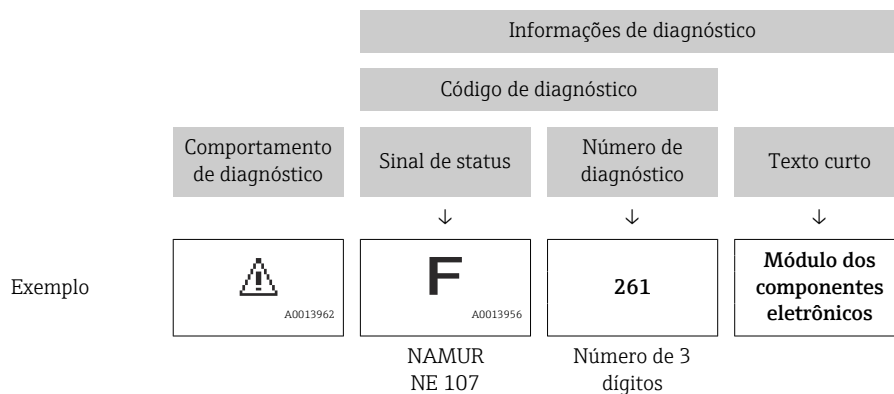 Informações de diagnóstico
Código de diagnóstico
Comportamento
de diagnóstico
Sinal de status
Número de
diagnóstico
Texto curto
↓
↓
↓
Exemplo
A0013962
F
A0013956
261
Módulo dos
componentes
eletrônicos
NAMUR
NE 107
Número de 3
dígitos